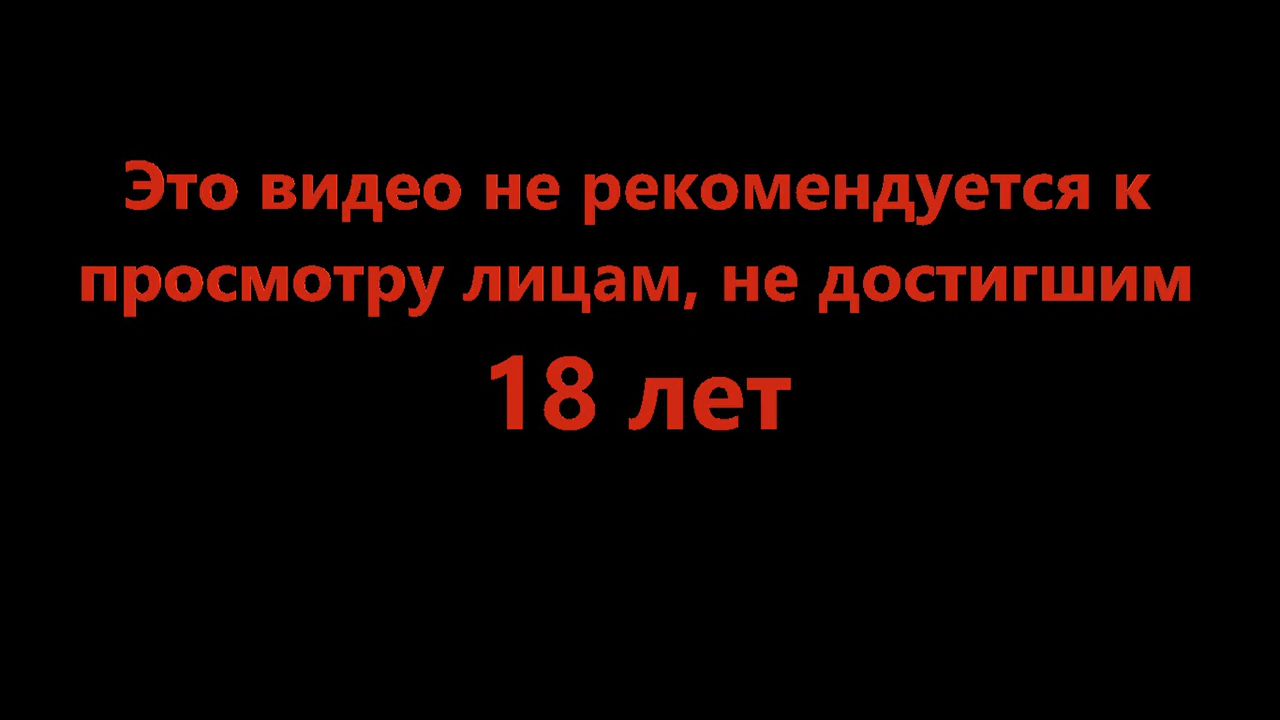 Это видео не рекомендуется к
просмотру лицам, не достигшим
18 лет